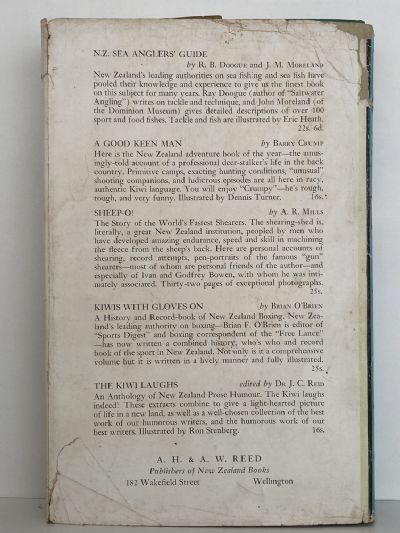 N.Z. SEA ANGLERS' GUIDE
by R. B. DOOGUE and J. M. MORELAND
New Zealand's leading authorities on sea fishing and sea fish have
pooled their knowledge and experience to give us the finest book
on this subject for many years. Ray Doogue (author of "Saltwater
Angling") writes on tackle and technique, and John Moreland (of
the Dominion Museum) gives detailed descriptions of over 100
sport and food fishes. Tackle and fish are illustrated by Eric Heath.
22s. 6d.
A GOOD KEEN MAN by BARRY CRUMP
Here is the New Zealand adventure book of the year—the amus-
ingly-told account of a professional deer-stalker's life in the back
country. Primitive camps, exacting hunting conditions, "unusual"
shooting companions, and ludicrous episodes are all here in racy,
authentic Kiwi language. You will enjoy "Crumpy"—he's rough,
tough, and very funny. Illustrated by Dennis Turner. 16s.
SHEEP-O! by A. R. MILLS
The Story of the World's Fastest Shearers. The shearing-shed is,
literally, a great New Zealand institution, peopled by men who
have developed amazing endurance, speed and skill in machining
the fleece from the sheep's back. Here are personal accounts of
shearing, record attempts, pen-portraits of the famous "gun"
shearers—most of whom are personal friends of the author—and
especially of Ivan and Godfrey Bowen, with whom he was inti-
mately associated. Thirty-two pages of exceptional photographs.
25s.
KIWIS WITH GLOVES ON by BRIAN O'BRIEN
A History and Record-book of New Zealand Boxing. New Zea-
land's leading authority on boxing—Brian F. O'Brien is editor of
"Sports Digest" and boxing correspondent of the "Free Lance"
—has now written a combined history, who's who and record
book of the sport in New Zealand. Not only is it a comprehensive
volume but it is written in a lively manner and fully illustrated.
25s.
THE KIWI LAUGHS edited by DR. J. C. REID
An Anthology of New Zealand Prose Humour. The Kiwi laughs
indeed! These extracts combine to give a light-hearted picture
of life in a new land, as well as a well-chosen collection of the best
work of our humorous writers, and the humorous work of our
best writers. Illustrated by Ron Stenberg. 16s.
A. H. & A. W. REED
Publishers of New Zealand Books
182 Wakefield Street Wellington